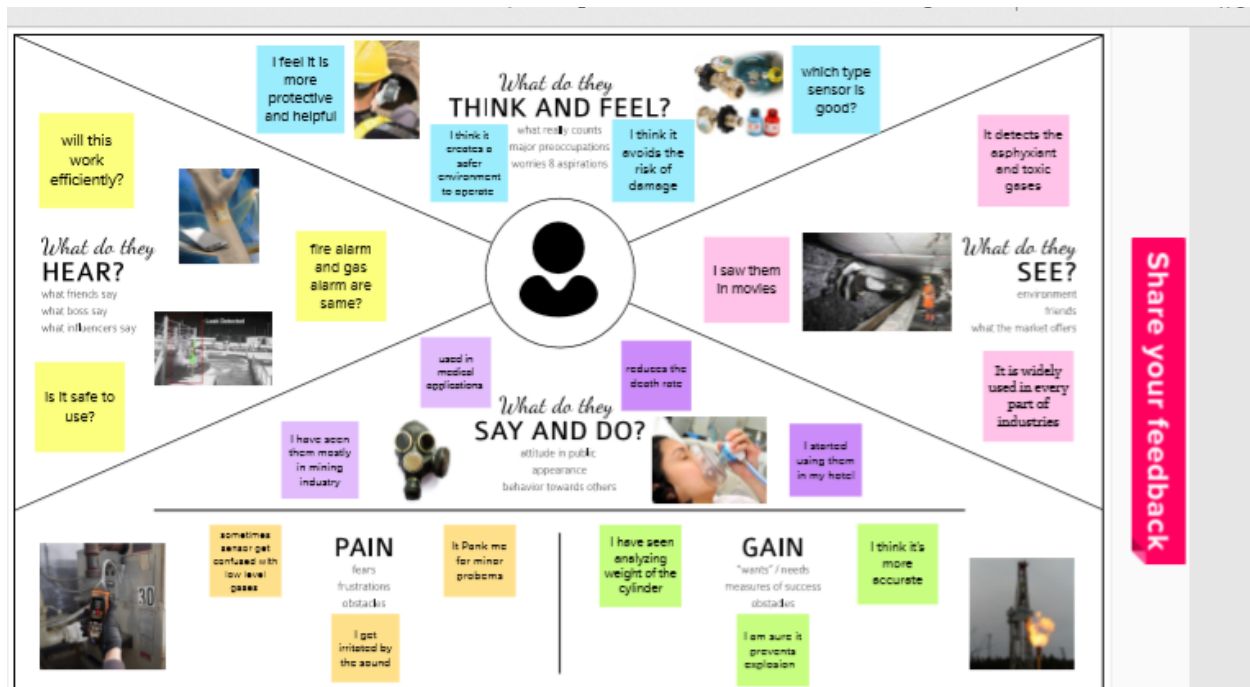 I feel it is
more
protective
and helpful
What do they
THINK AND FEEL?
what really counts
major preoccupations
worries & aspirations
which type
sensor is
good?
I think it
creates a
safer
environment
to operate
I think it
avoids the
risk of
damage
will this
work
efficiently?
What do they
HEAR?
what friends say
what boss say
what influencers say
fire alarm
and gas
alarm are
same?
Is it safe to
use?
Leak Detected
It detects the
asphyxiant
and toxic
gases
I saw them
in movies
What do they
SEE?
environment
friends
what the market offers
It is widely
used in every
part of
industries
used in
medical
applications
reduces the
death rate
What do they
SAY AND DO?
attitude in public
appearance
behavior towards others
I have seen
them mostly
in mining
industry
I started
using them
in my hotel
sometimes
sensor get
confused with
low level
gases
PAIN
fears
frustrations
obstacles
It Pank me
for minor
probems
I get
irritated by
the sound
30
I have seen
analyzing
weight of the
cylinder
GAIN
"wants" / needs
measures of success
obstacles
I think it's
more
accurate
I am sure it
prevents
explosion
Share your feedback